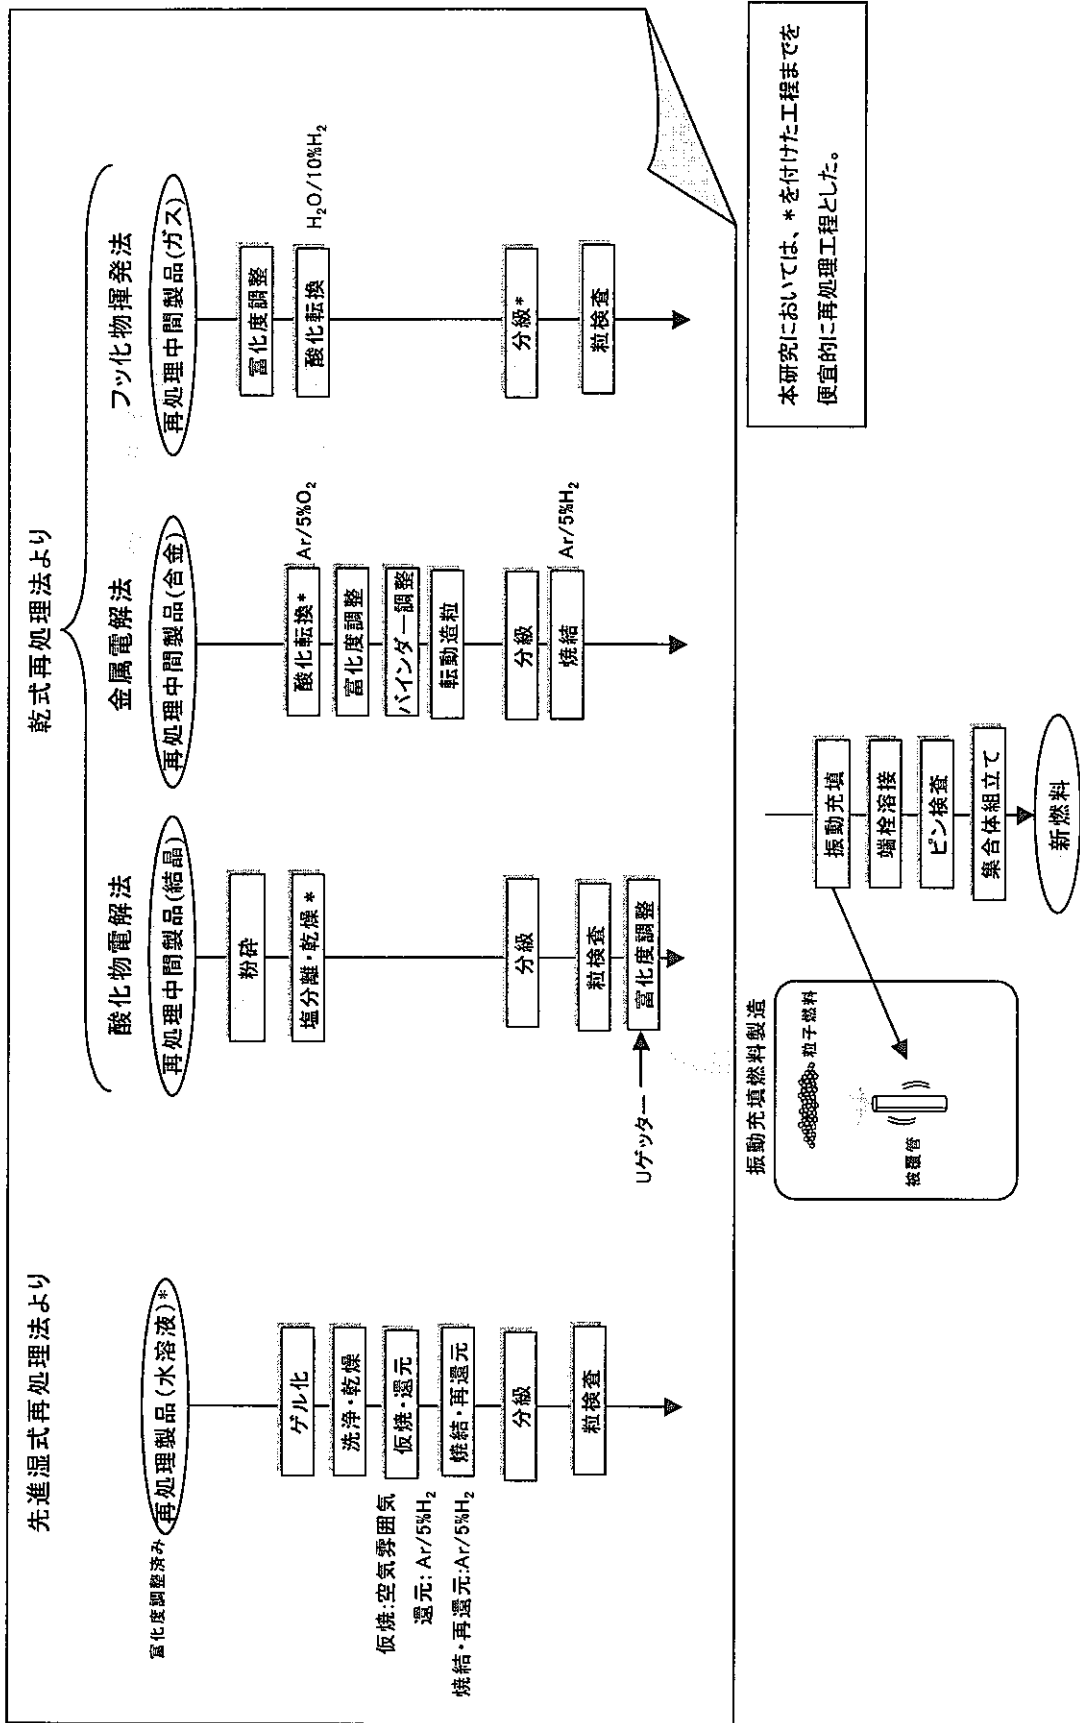 先進湿式再処理法より
富化度調整済み
再処理製品(水溶液)*
ゲル化
洗浄・乾燥
仮焼・還元
焼結・再還元
分級
粒検査
仮焼:空気雰囲気
還元:Ar/5%H₂
焼結・再還元:Ar/5%H₂
乾式再処理法より
酸化物電解法
再処理中間製品(結晶)
粉砕
塩分離・乾燥*
分級
粒検査
富化度調整
Uゲッター
金属電解法
再処理中間製品(合金)
酸化転換*
Ar/5%O₂
富化度調整
バインダー調整
転動造粒
分級
焼結
Ar/5%H₂
フッ化物揮発法
再処理中間製品(ガス)
富化度調整
酸化転換
H₂O/10%H₂
分級*
粒検査
振動充填燃料製造
粒子燃料
被覆管
振動充填
端栓溶接
ピン検査
集合体組立て
新燃料
本研究においては、*を付けた工程までを
便宜的に再処理工程とした。